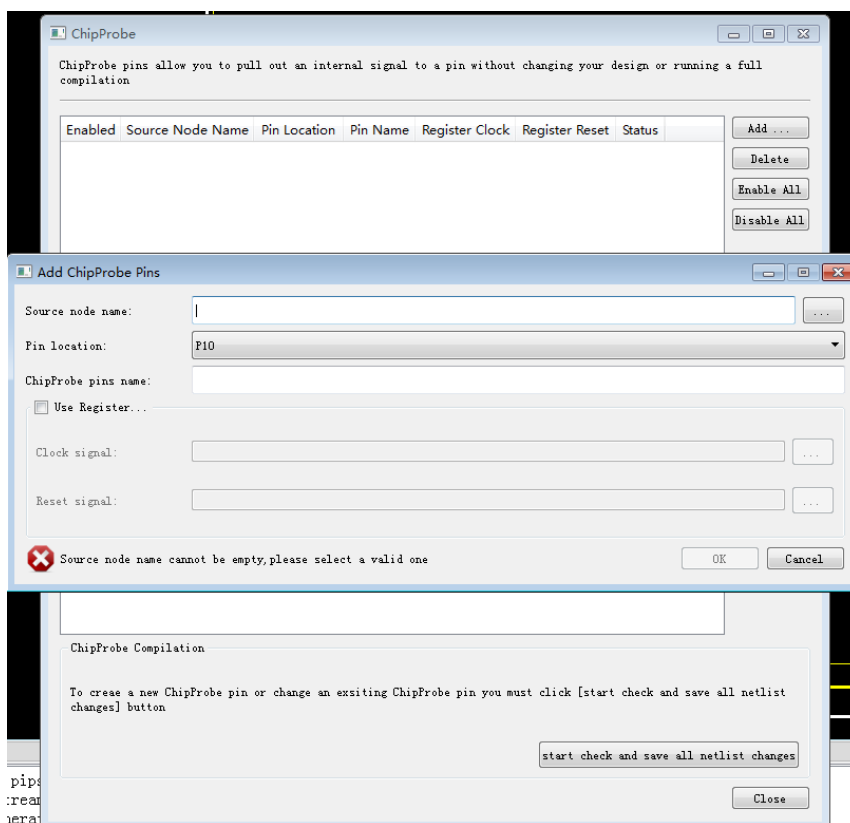 ChipProbe
ChipProbe pins allow you to pull out an internal signal to a pin without changing your design or running a full
compilation
Enabled Source Node Name Pin Location Pin Name Register Clock Register Reset Status
Add ...
Delete
Enable All
Disable All
Add ChipProbe Pins
Source node name:
...
Pin location:
P10
ChipProbe pins name:
Use Register...
Clock signal:
...
Reset signal:
...
Source node name cannot be empty,please select a valid one
OK
Cancel
ChipProbe Compilation
To creae a new ChipProbe pin or change an exsiting ChipProbe pin you must click [start check and save all netlist
changes] button
start check and save all netlist changes
Close